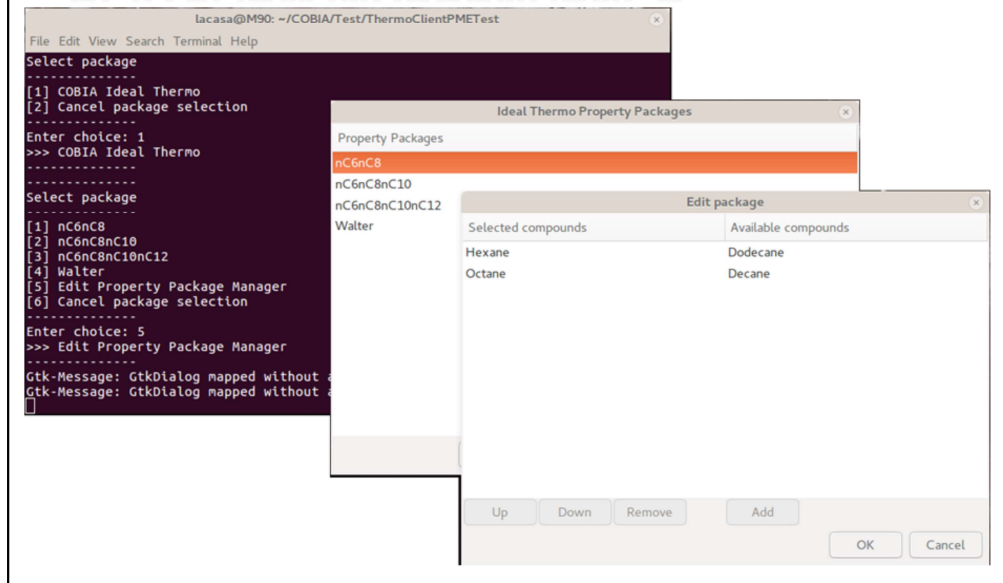 lacasa@M90: ~/COBIA/Test/ThermoClientPMETest
File Edit View Search Terminal Help
Select package
--------------
[1] COBIA Ideal Thermo
[2] Cancel package selection
--------------
Enter choice: 1
>>> COBIA Ideal Thermo
--------------
--------------
Select package
--------------
[1] nC6nC8
[2] nC6nC8nC10
[3] nC6nC8nC10nC12
[4] Walter
[5] Edit Property Package Manager
[6] Cancel package selection
--------------
Enter choice: 5
>>> Edit Property Package Manager
--------------
Gtk-Message: GtkDialog mapped without
Gtk-Message: GtkDialog mapped without
Ideal Thermo Property Packages
Property Packages
nC6nC8
nC6nC8nC10
nC6nC8nC10nC12
Walter
Edit package
Selected compounds Available compounds
Hexane Dodecane
Octane Decane
Up Down Remove Add
OK Cancel